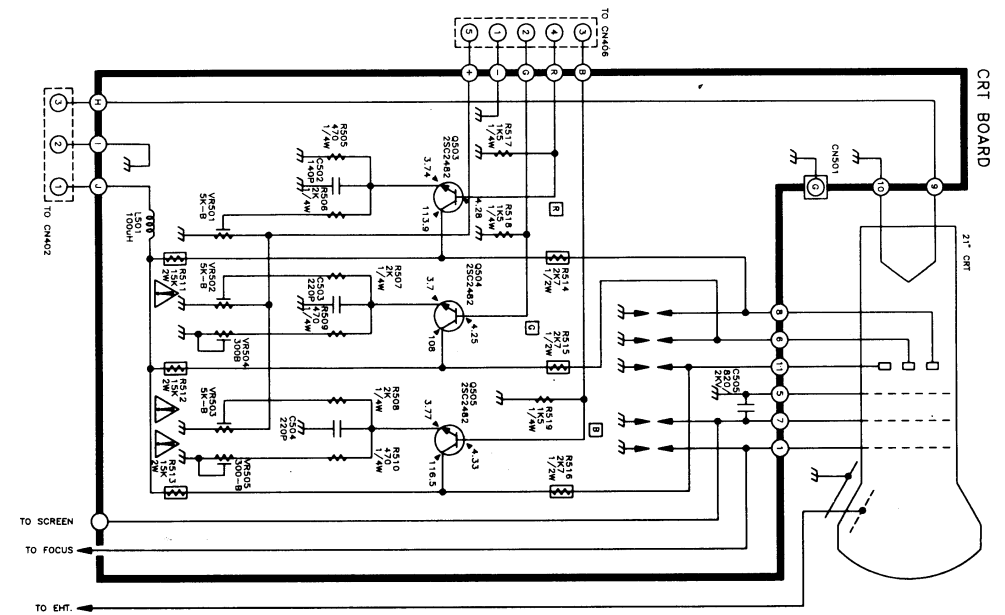 TO CN406
5
1
2
4
3
+
−
G
R
B
CRT BOARD
3
2
1
TO CN402
H
I
J
R505
470
1/4W
C502
140P
R506
2K
1/4W
Q503
2SC2482
3.74
4.28
113.9
R517
1K5
1/4W
R518
1K5
1/4W
R
CN501
G
10
9
21" CRT
VR501
5K-B
L501
100uH
R511
15K
2W
VR502
5K-B
C503
220P
R509
470
1/4W
R507
2K
1/4W
Q504
2SC2482
3.7
4.25
108
R514
2K7
1/2W
G
VR504
300B
R515
2K7
1/2W
8
6
11
5
7
1
C505
820/
2KV
R512
15K
2W
VR503
5K-B
C504
220P
R508
2K
1/4W
R510
470
1/4W
Q505
2SC2482
3.77
4.33
116.5
R519
1K5
1/4W
B
R513
15K
2W
VR505
300-B
R516
2K7
1/2W
TO SCREEN
TO FOCUS
TO EHT.